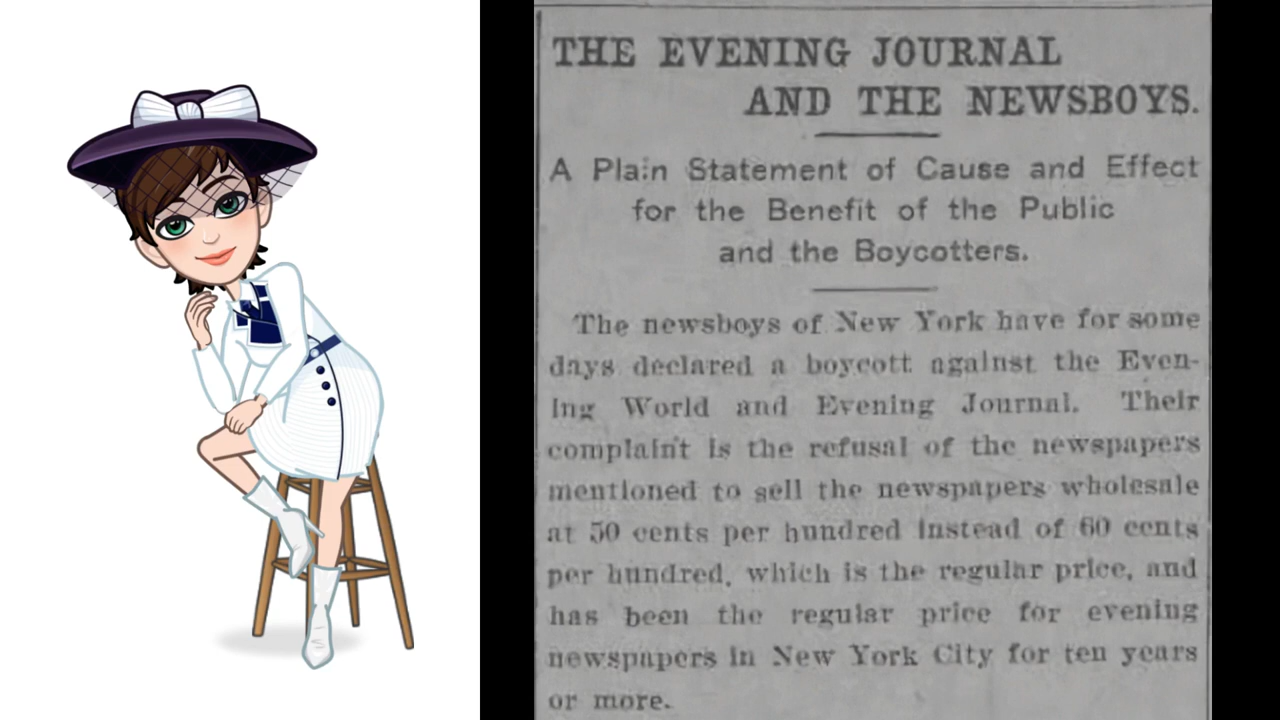 THE EVENING JOURNAL
AND THE NEWSBOYS.
A Plain Statement of Cause and Effect
for the Benefit of the Public
and the Boycotters.
The newsboys of New York have for some
days declared a boycott against the Even-
ing World and Evening Journal. Their
complaint is the refusal of the newspapers
mentioned to sell the newspapers wholesale
at 50 cents per hundred instead of 60 cents
per hundred, which is the regular price, and
has been the regular price for evening
newspapers in New York City for ten years
or more.